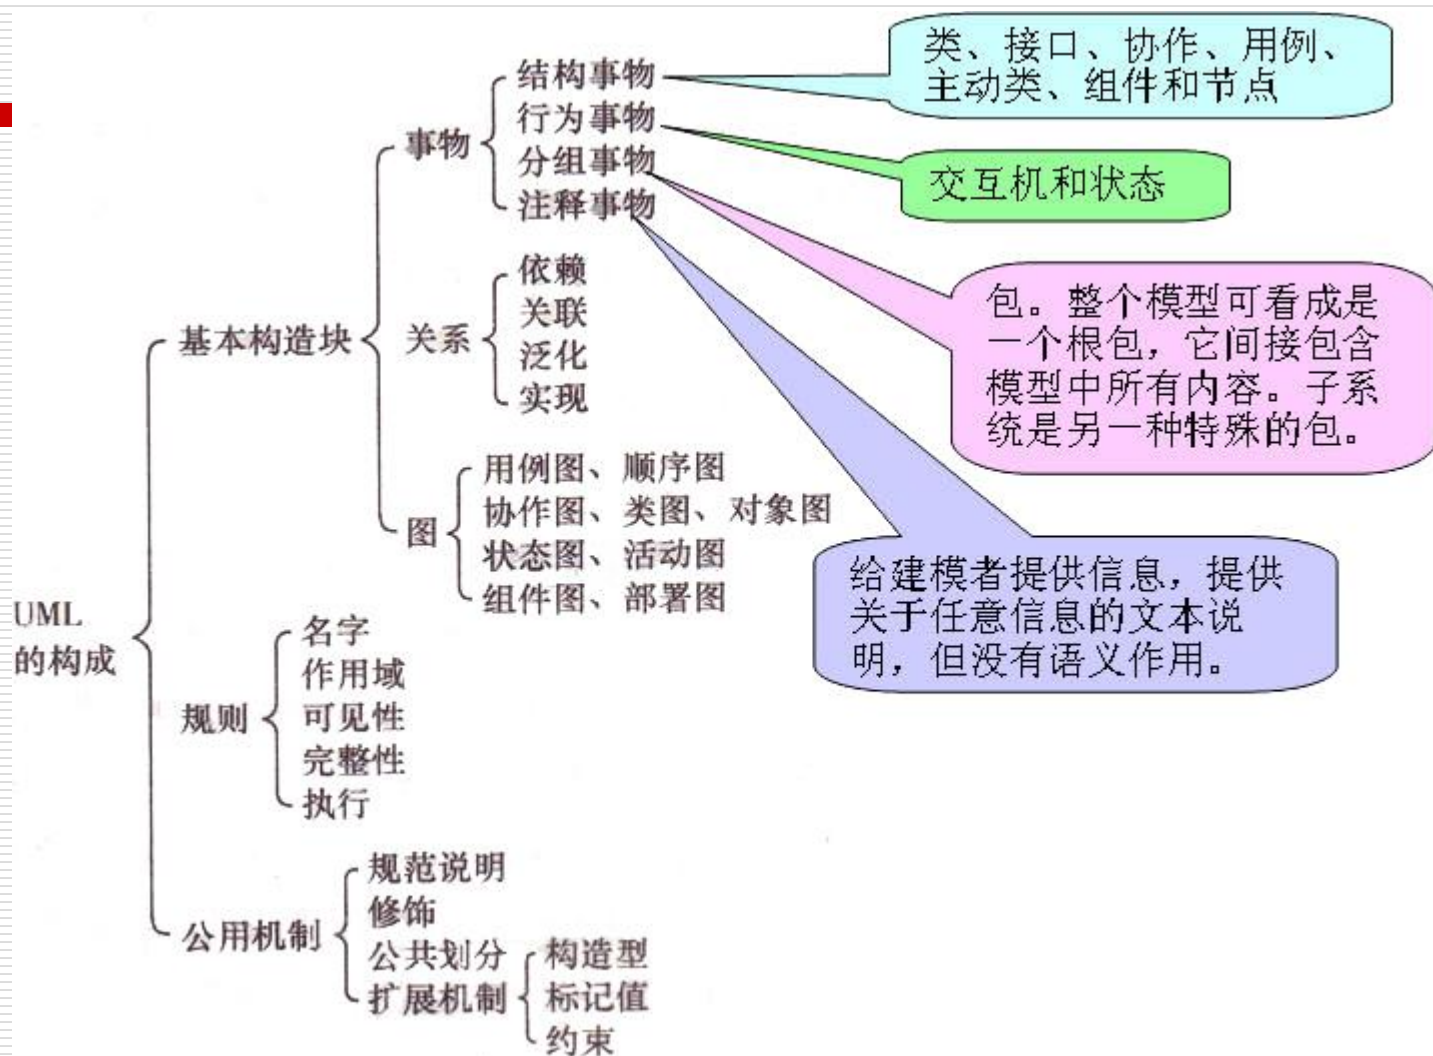 UML
的构成
基本构造块
事物
结构事物
行为事物
分组事物
注释事物
类、接口、协作、用例、
主动类、组件和节点
交互机和状态
包。整个模型可看成是
一个根包，它间接包含
模型中所有内容。子系
统是另一种特殊的包。
给建模者提供信息，提供
关于任意信息的文本说
明，但没有语义作用。
关系
依赖
关联
泛化
实现
图
用例图、顺序图
协作图、类图、对象图
状态图、活动图
组件图、部署图
规则
名字
作用域
可见性
完整性
执行
公用机制
规范说明
修饰
公共划分
扩展机制
构造型
标记值
约束